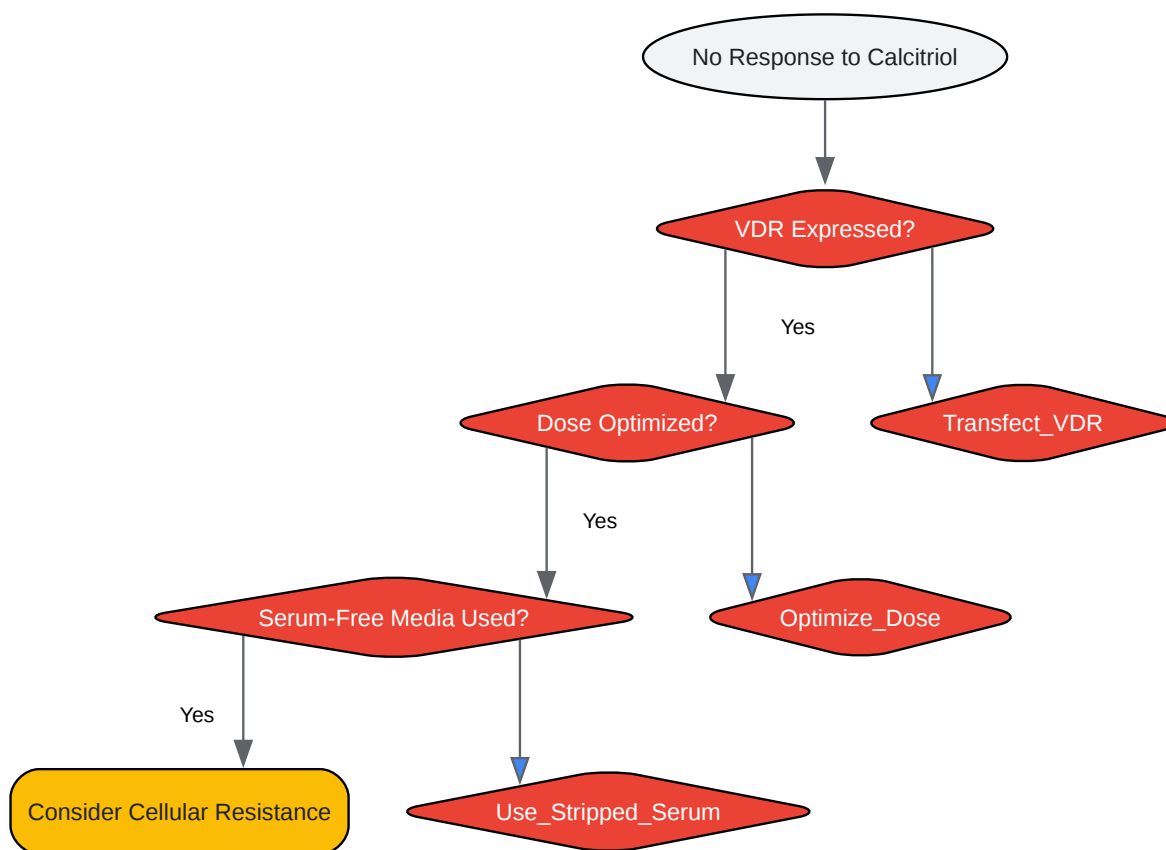 No Response to Calcitriol
VDR Expressed?
Yes
Dose Optimized?
Transfect_VDR
Yes
Serum-Free Media Used?
Optimize_Dose
Yes
Consider Cellular Resistance
Use_Stripped_Serum